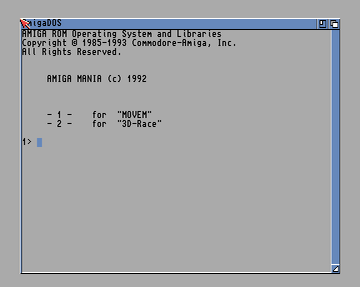 AmigaDOS
AMIGA ROM Operating System and Libraries
Copyright © 1985-1993 Commodore-Amiga, Inc.
All Rights Reserved.
AMIGA MANIA (c) 1992
- 1 - for "MOVEM"
- 2 - for "3D-Race"
1>